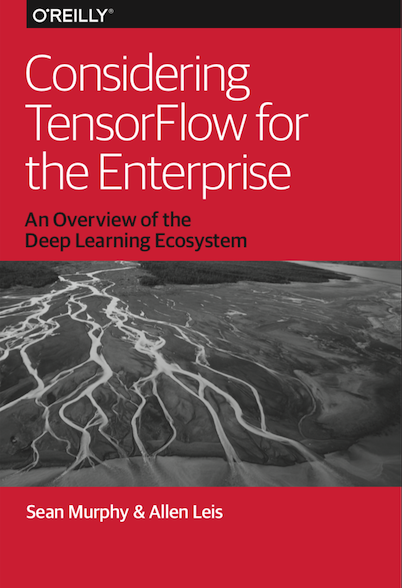 O'REILLY®
Considering
TensorFlow for
the Enterprise
An Overview of the
Deep Learning Ecosystem
Sean Murphy & Allen Leis